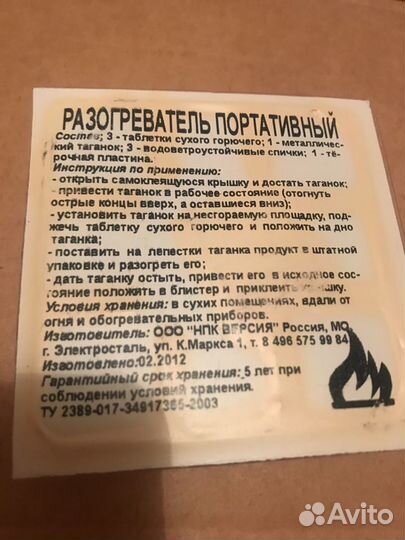 РАЗОГРЕВАТЕЛЬ ПОРТАТИВНЫЙ
Состав; 3 - таблетки сухого горючего; 1 - металличес-
кий таганок; 3 - водоветроустойчивые спички; 1 - тё-
рочная пластина.
Инструкция по применению:
- открыть самоклеящуюся крышку и достать таганок;
- привести таганок в рабочее состояние (отогнуть
острые концы вверх, а оставшиеся вниз);
- установить таганок на несгораемую площадку, под-
жечь таблетку сухого горючего и положить на дно
таганка;
- поставить на лепестки таганка продукт в штатной
упаковке и разогреть его;
- дать таганку остыть, привести его в исходное сос-
тояние положить в блистер и приклеить крышку.
Условия хранения: в сухих помещениях, вдали от
огня и обогревательных приборов.
Изготовитель: ООО "НПК ВЕРСИЯ" Россия, МО,
г. Электросталь, ул. К.Маркса 1, т. 8 496 575 99 84
Изготовлено:02.2012
Гарантийный срок хранения: 5 лет при
соблюдении условий хранения.
ТУ 2389-017-34917365-2003
Avito